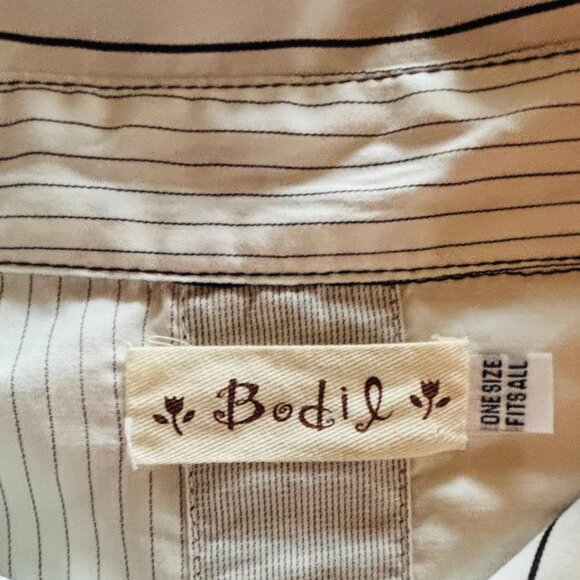 Bodil
ONE SIZE
FITS ALL